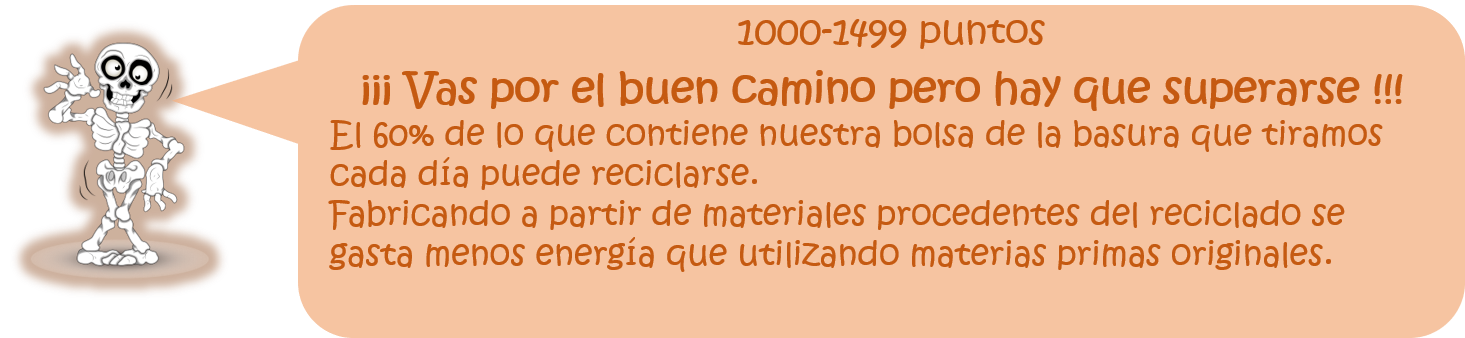 1000-1499 puntos
¡¡¡ Vas por el buen camino pero hay que superarse !!!
El 60% de lo que contiene nuestra bolsa de la basura que tiramos
cada día puede reciclarse.
Fabricando a partir de materiales procedentes del reciclado se
gasta menos energía que utilizando materias primas originales.